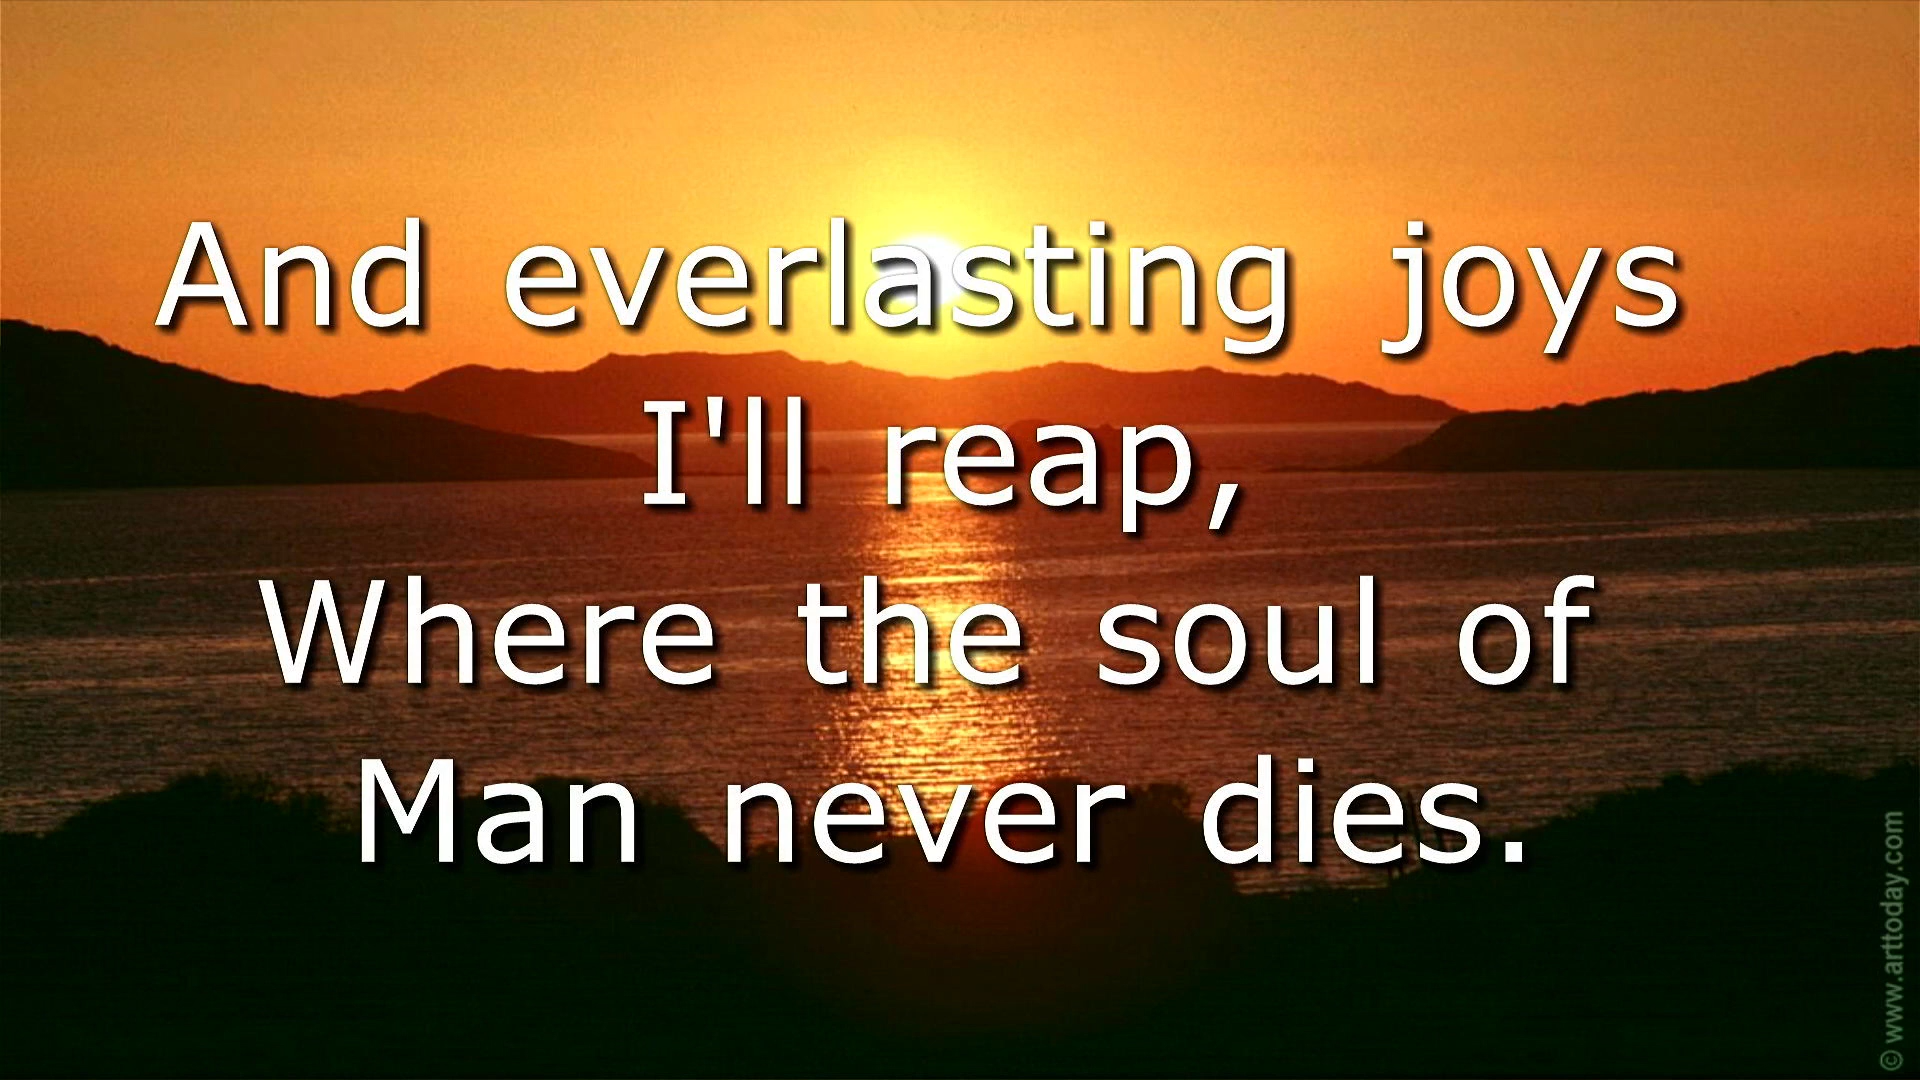 And everlasting joys
I'll reap,
Where the soul of
Man never dies.
© www.arttoday.com